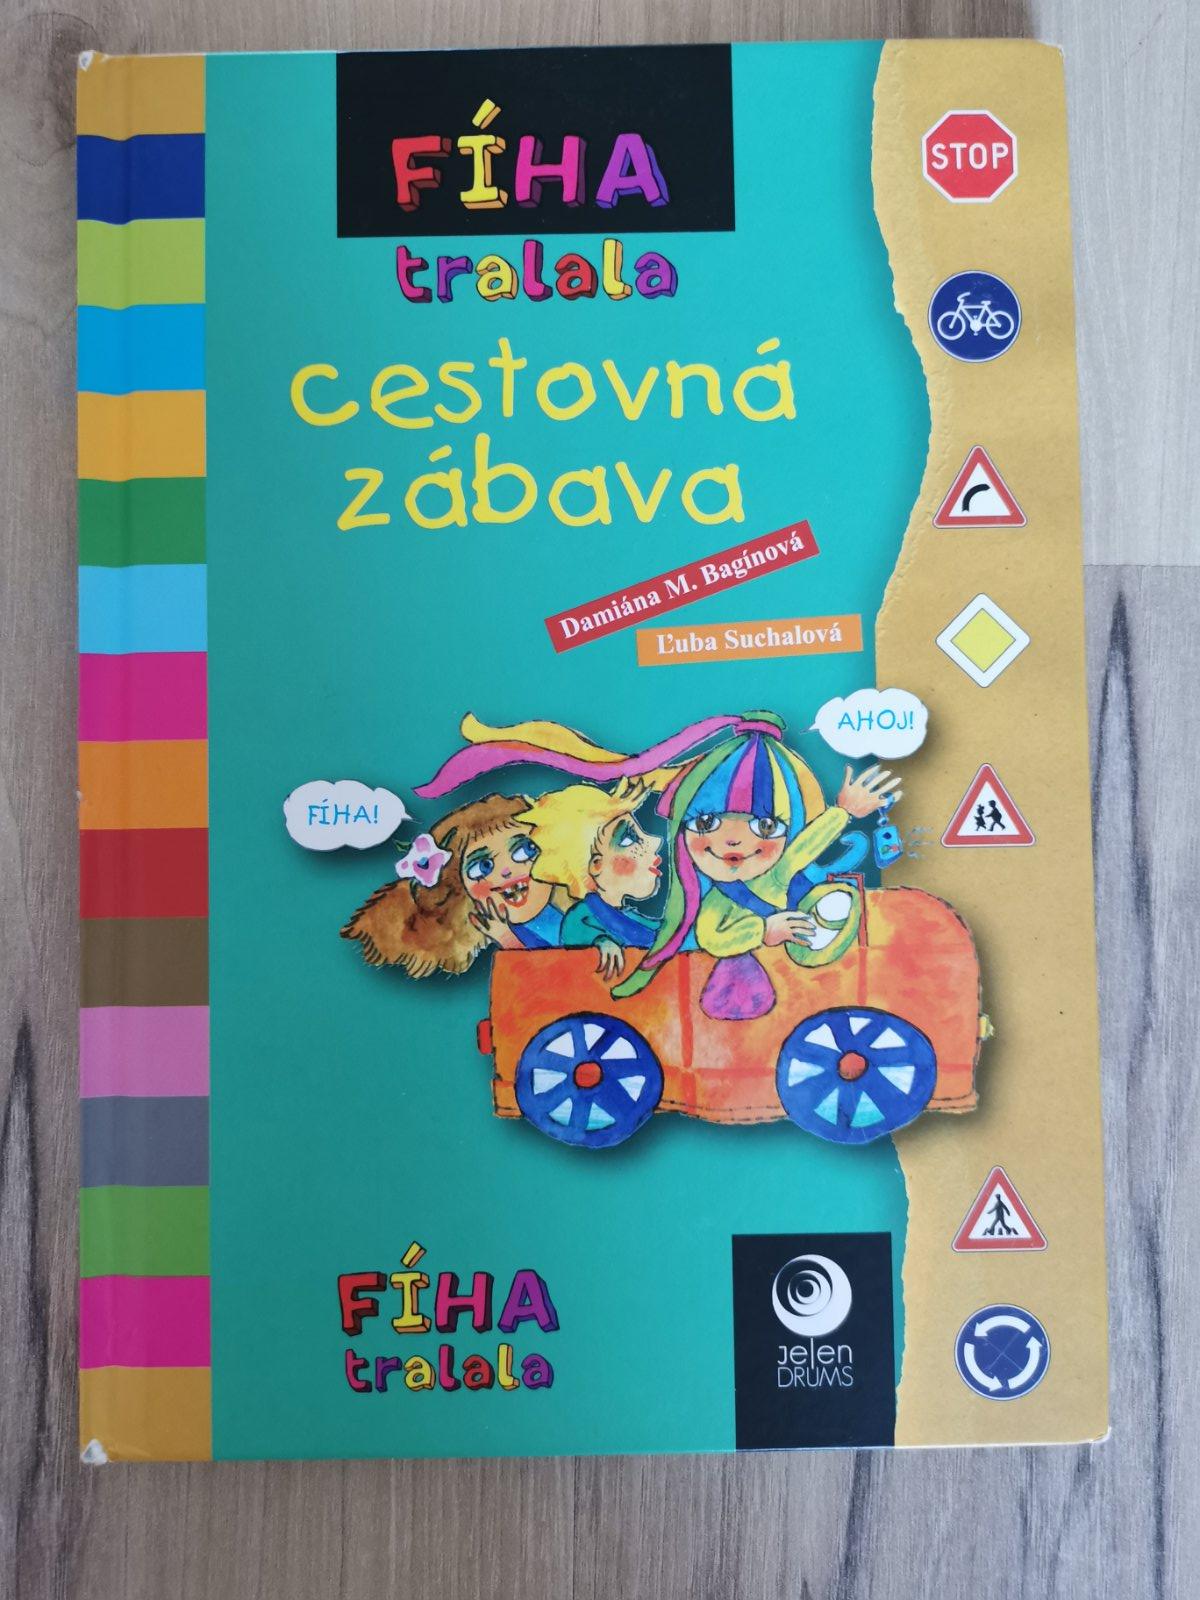 FÍHA
tralala
cestovná
zábava
Damiána M. Bagínová
Ľuba Suchalová
STOP
AHOJ!
FÍHA!
FÍHA
tralala
Jelen
DRUMS